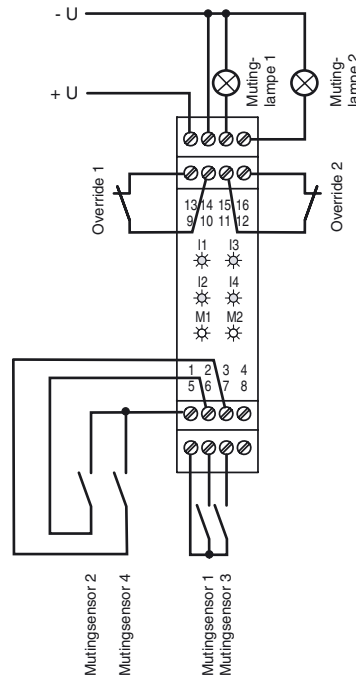 - U
+ U
Muting-
lampe 1
Muting-
lampe 2
Override 1
Override 2
13 14 15 16
9 10 11 12
I1 I3
I2 I4
M1 M2
1 2 3 4
5 6 7 8
Mutingsensor 2
Mutingsensor 4
Mutingsensor 1
Mutingsensor 3